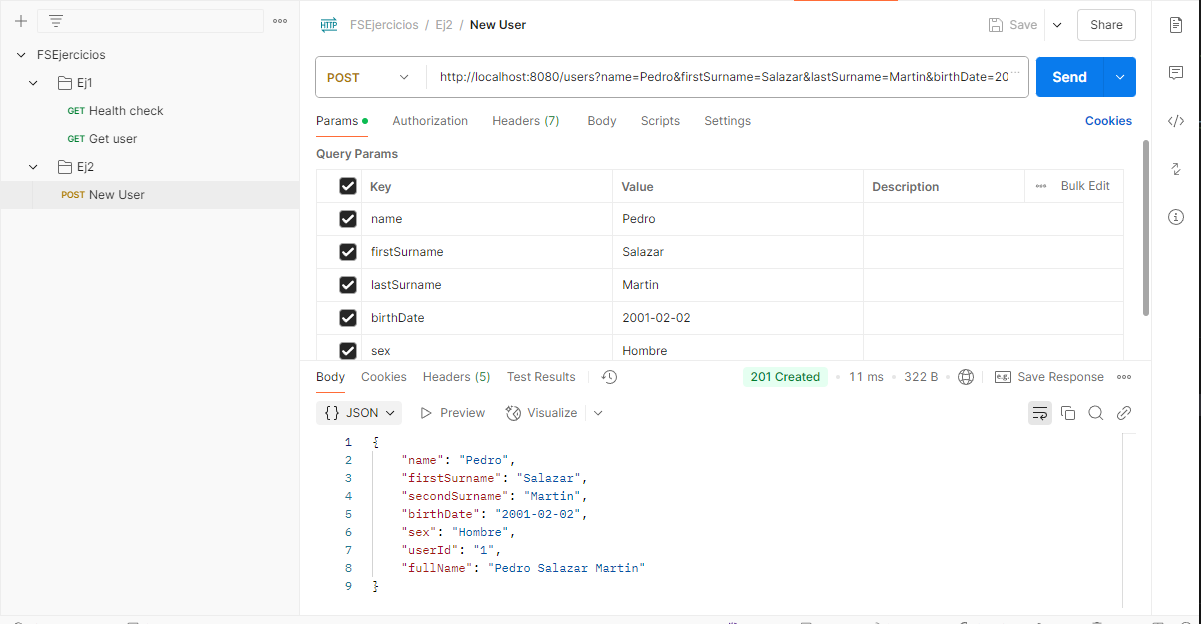 FSEjercicios / Ej2 / New User
Save
Share
FSEjercicios
Ej1
GET Health check
GET Get user
Ej2
POST New User
POST
http://localhost:8080/users?name=Pedro&firstSurname=Salazar&lastSurname=Martin&birthDate=20
Send
Params
Authorization
Headers (7)
Body
Scripts
Settings
Cookies
Query Params
Key Value Description Bulk Edit
name Pedro
firstSurname Salazar
lastSurname Martin
birthDate 2001-02-02
sex Hombre
Body Cookies Headers (5) Test Results
201 Created • 11 ms • 322 B
e.g. Save Response
{} JSON Preview Visualize
1 {
2 "name": "Pedro",
3 "firstSurname": "Salazar",
4 "secondSurname": "Martin",
5 "birthDate": "2001-02-02",
6 "sex": "Hombre",
7 "userId": "1",
8 "fullName": "Pedro Salazar Martin"
9 }